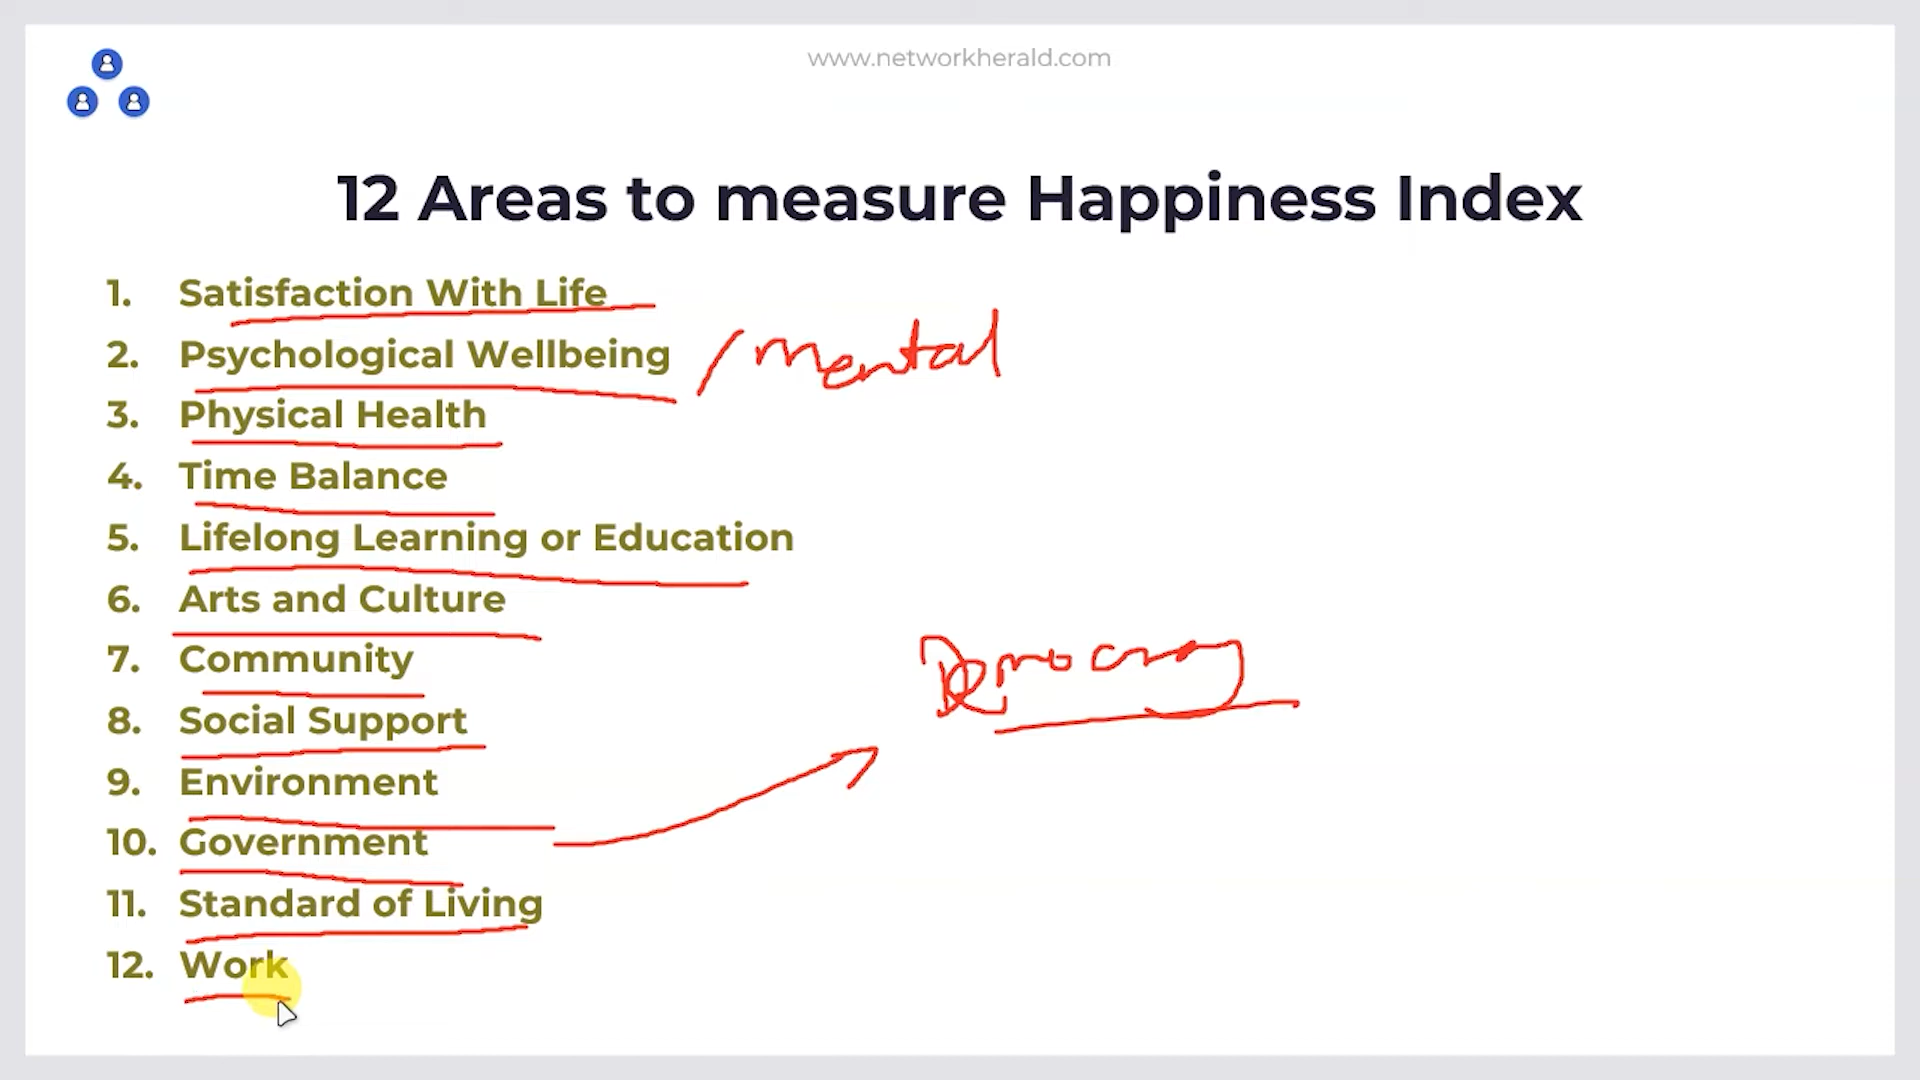 www.networkherald.com
12 Areas to measure Happiness Index
1. Satisfaction With Life
2. Psychological Wellbeing /mental
3. Physical Health
4. Time Balance
5. Lifelong Learning or Education
6. Arts and Culture
7. Community
Democracy
8. Social Support
9. Environment
10. Government
11. Standard of Living
12. Work